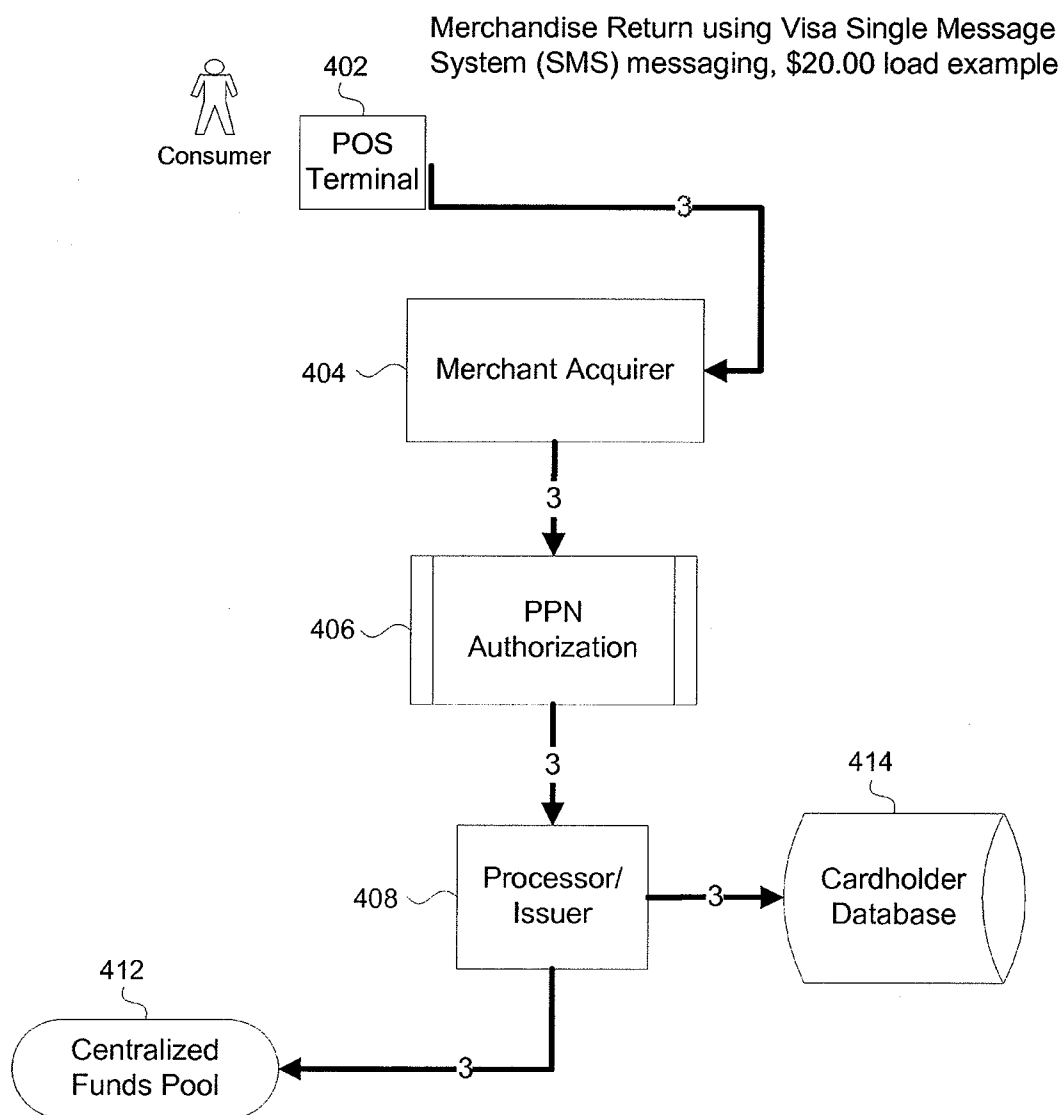 Merchandise Return using Visa Single Message
System (SMS) messaging, $20.00 load example
402
Consumer
POS
Terminal
3
404
Merchant Acquirer
3
406
PPN
Authorization
3
414
408
Processor/
Issuer
3
Cardholder
Database
412
Centralized
Funds Pool
3